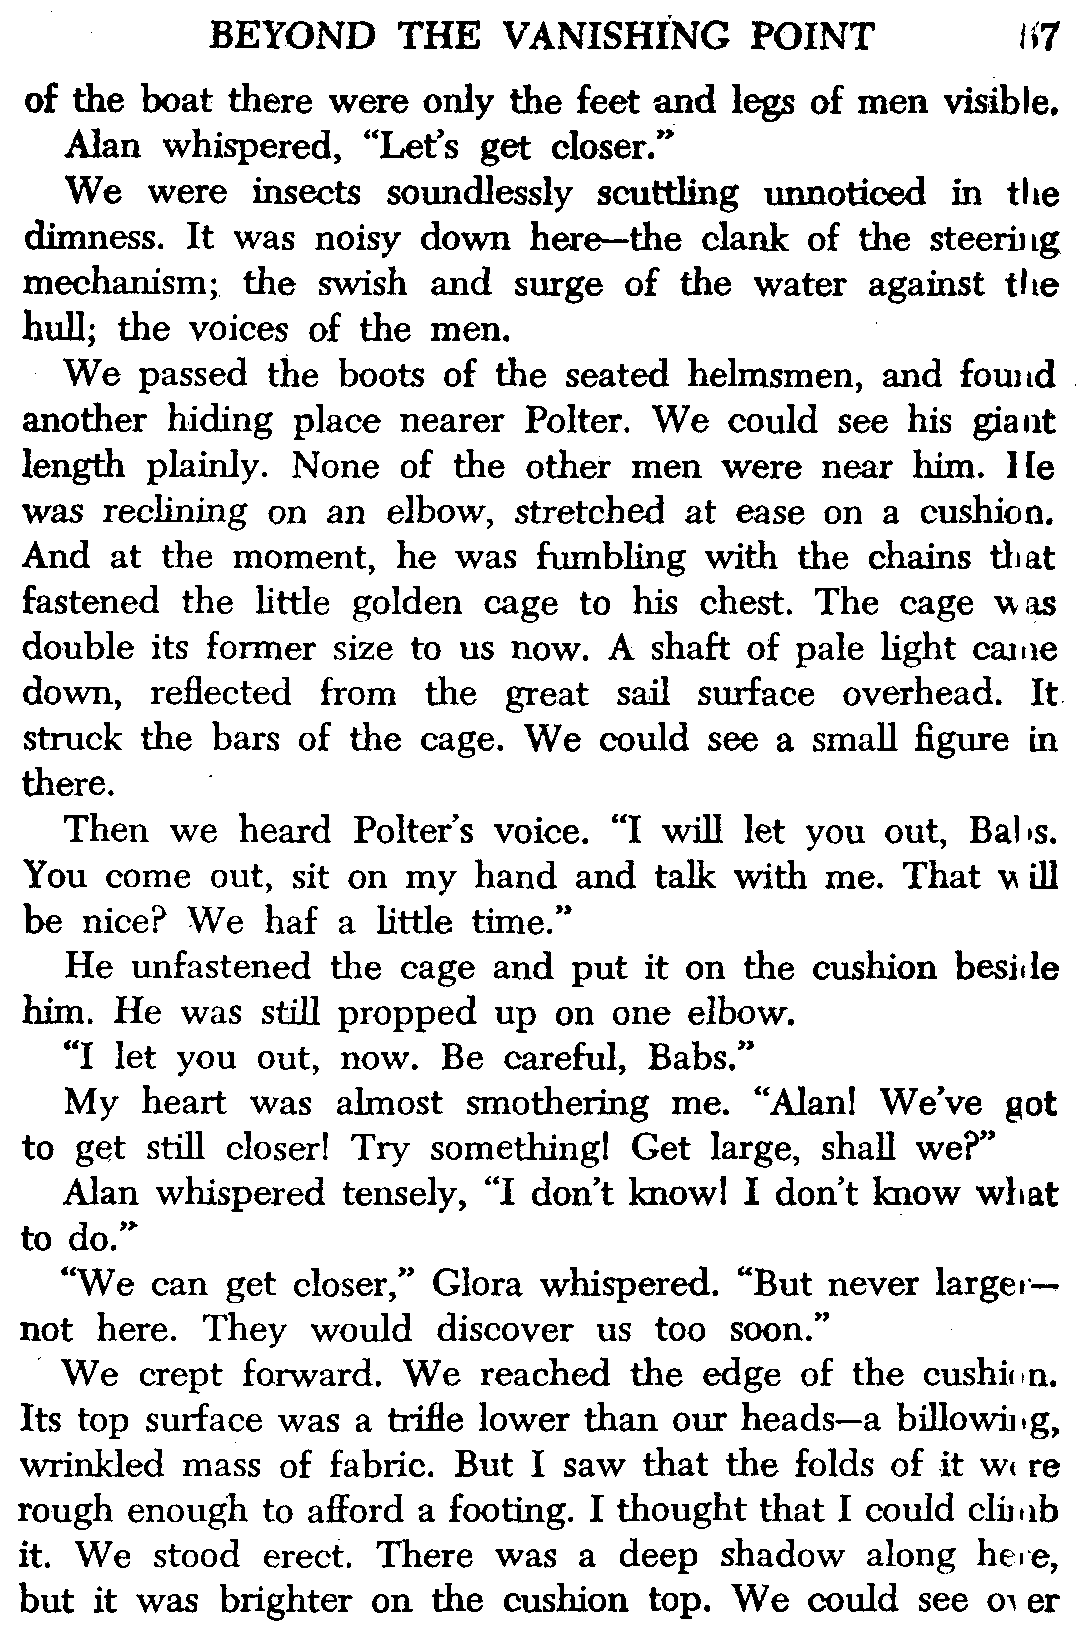 BEYOND THE VANISHING POINT 67
of the boat there were only the feet and legs of men visible.
Alan whispered, “Let’s get closer.”
We were insects soundlessly scuttling unnoticed in the
dimness. It was noisy down here—the clank of the steering
mechanism; the swish and surge of the water against the
hull; the voices of the men.
We passed the boots of the seated helmsmen, and found
another hiding place nearer Polter. We could see his giant
length plainly. None of the other men were near him. He
was reclining on an elbow, stretched at ease on a cushion.
And at the moment, he was fumbling with the chains that
fastened the little golden cage to his chest. The cage was
double its former size to us now. A shaft of pale light came
down, reflected from the great sail surface overhead. It
struck the bars of the cage. We could see a small figure in
there.
Then we heard Polter’s voice. “I will let you out, Babs.
You come out, sit on my hand and talk with me. That will
be nice? We haf a little time.”
He unfastened the cage and put it on the cushion beside
him. He was still propped up on one elbow.
“I let you out, now. Be careful, Babs.”
My heart was almost smothering me. “Alan! We’ve got
to get still closer! Try something! Get large, shall we?”
Alan whispered tensely, “I don’t know! I don’t know what
to do.”
“We can get closer,” Glora whispered. “But never larger—
not here. They would discover us too soon.”
We crept forward. We reached the edge of the cushion.
Its top surface was a trifle lower than our heads—a billowing,
wrinkled mass of fabric. But I saw that the folds of it were
rough enough to afford a footing. I thought that I could climb
it. We stood erect. There was a deep shadow along here,
but it was brighter on the cushion top. We could see over